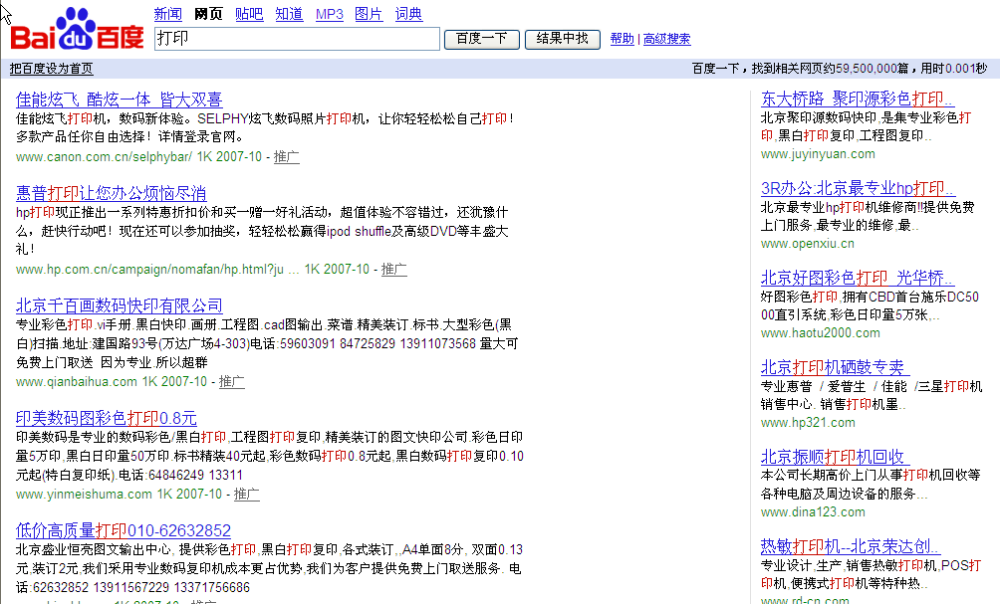 新闻 网页 贴吧 知道 MP3 图片 词典
Bai du 百度
打印
百度一下 结果中找 帮助 | 高级搜索
把百度设为首页
百度一下，找到相关网页约59,500,000篇，用时0.001秒
佳能炫飞 酷炫一体 皆大双喜
佳能炫飞打印机，数码新体验。SELPHY炫飞数码照片打印机，让你轻轻松松自己打印！
多款产品任你自由选择！详情登录官网。
www.canon.com.cn/selphybar/ 1K 2007-10 - 推广
惠普打印让您办公烦恼尽消
hp打印现正推出一系列特惠折扣价和买一赠一好礼活动，超值体验不容错过，还犹豫什
么，赶快行动吧！现在还可以参加抽奖，轻轻松松赢得ipod shuffle及高级DVD等丰盛大
礼！
www.hp.com.cn/campaign/nomafan/hp.html?ju ... 1K 2007-10 - 推广
北京千百画数码快印有限公司
专业彩色打印.vi手册.黑白快印.画册.工程图.cad图输出.菜谱.精美装订.标书.大型彩色(黑
白)扫描.地址:建国路93号(万达广场4-303)电话:59603091 84725829 13911073568 量大可
免费上门取送 因为专业.所以超群
www.qianbaihua.com 1K 2007-10 - 推广
印美数码图彩色打印0.8元
印美数码是专业的数码彩色/黑白打印,工程图打印复印,精美装订的图文快印公司.彩色日印
量5万印,黑白日印量50万印.标书精装40元起,彩色数码打印0.8元起,黑白数码打印复印0.10
元起(特白复印纸).电话:64846249 13311
www.yinmeishuma.com 1K 2007-10 - 推广
低价高质量打印010-62632852
北京盛业恒亮图文输出中心, 提供彩色打印,黑白打印复印,各式装订,,A4单面8分, 双面0.13
元,装订2元,我们采用专业数码复印机成本更占优势,我们为客户提供免费上门取送服务. 电
话:62632852 13911567229 13371756686
东大桥路 聚印源彩色打印..
北京聚印源数码快印,是集专业彩色打
印,黑白打印复印,工程图复印..
www.juyinyuan.com
3R办公:北京最专业hp打印..
北京最专业hp打印机维修商!!提供免费
上门服务,最专业的维修,最..
www.openxiu.cn
北京好图彩色打印 光华桥..
好图彩色打印,拥有CBD首台施乐DC50
00直引系统,彩色日印量5万张,..
www.haotu2000.com
北京打印机硒鼓专卖
专业惠普 / 爱普生 / 佳能 /三星打印机
销售中心. 销售打印机墨..
www.hp321.com
北京振顺打印机回收
本公司长期高价上门从事打印机回收等
各种电脑及周边设备的服务...
www.dina123.com
热敏打印机--北京荣达创..
专业设计,生产,销售热敏打印机,POS打
印机,便携式打印机等特种热..
www.rd-cn.com